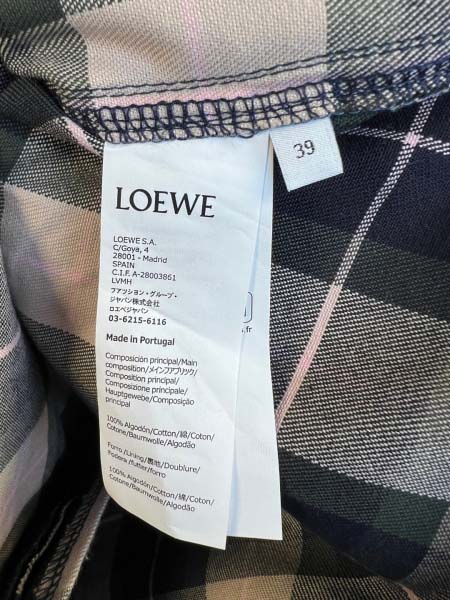 39
LOEWE
LOEWE S.A.
C/Goya, 4
28001 - Madrid
SPAIN
C.I.F. A-28003861
LVMH
ファッション・グループ・
ジャパン株式会社
ロエベジャパン
03-6215-6116
.fr
Made in Portugal
Composición principal/Main
composition/メインファブリック/
Composition principal/
Composizione principale/
Hauptgewebe/Composição
principal
100% Algodón/Cotton/綿/Coton/
Cotone/Baumwolle/Algodão
Forro/Lining/裏地/Doublure/
Fodera/Futter/Forro
100% Algodón/Cotton/綿/Coton/
Cotone/Baumwolle/Algodão